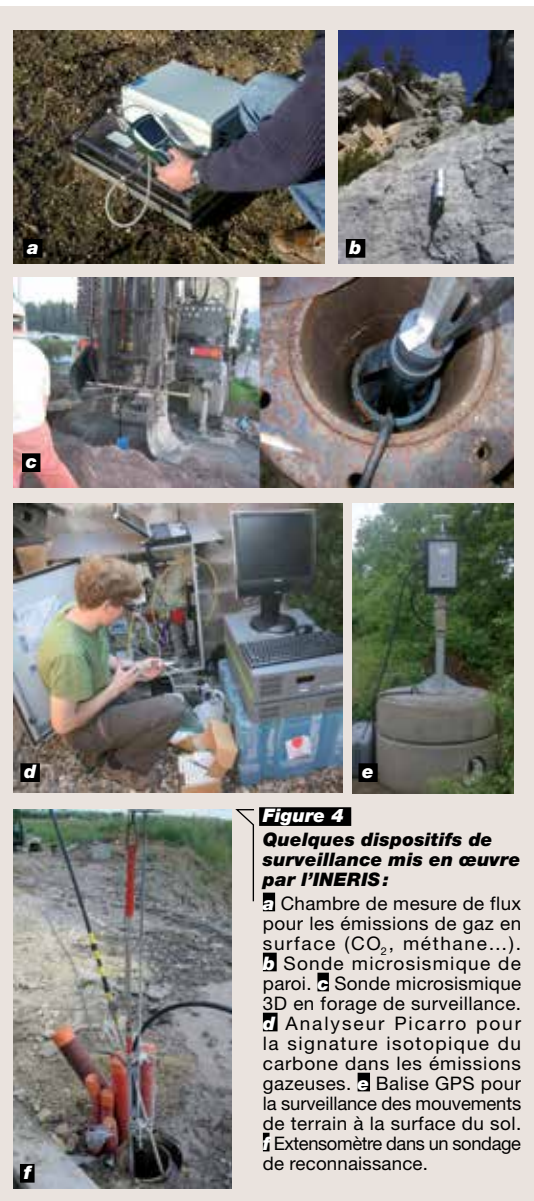 a
b
c
d
e
f
Figure 4
Quelques dispositifs de
surveillance mis en œuvre
par l'INERIS :
a Chambre de mesure de flux
pour les émissions de gaz en
surface (CO₂, méthane...).
b Sonde microsismique de
paroi. c Sonde microsismique
3D en forage de surveillance.
d Analyseur Picarro pour
la signature isotopique du
carbone dans les émissions
gazeuses. e Balise GPS pour
la surveillance des mouvements
de terrain à la surface du sol.
f Extensomètre dans un sondage
de reconnaissance.